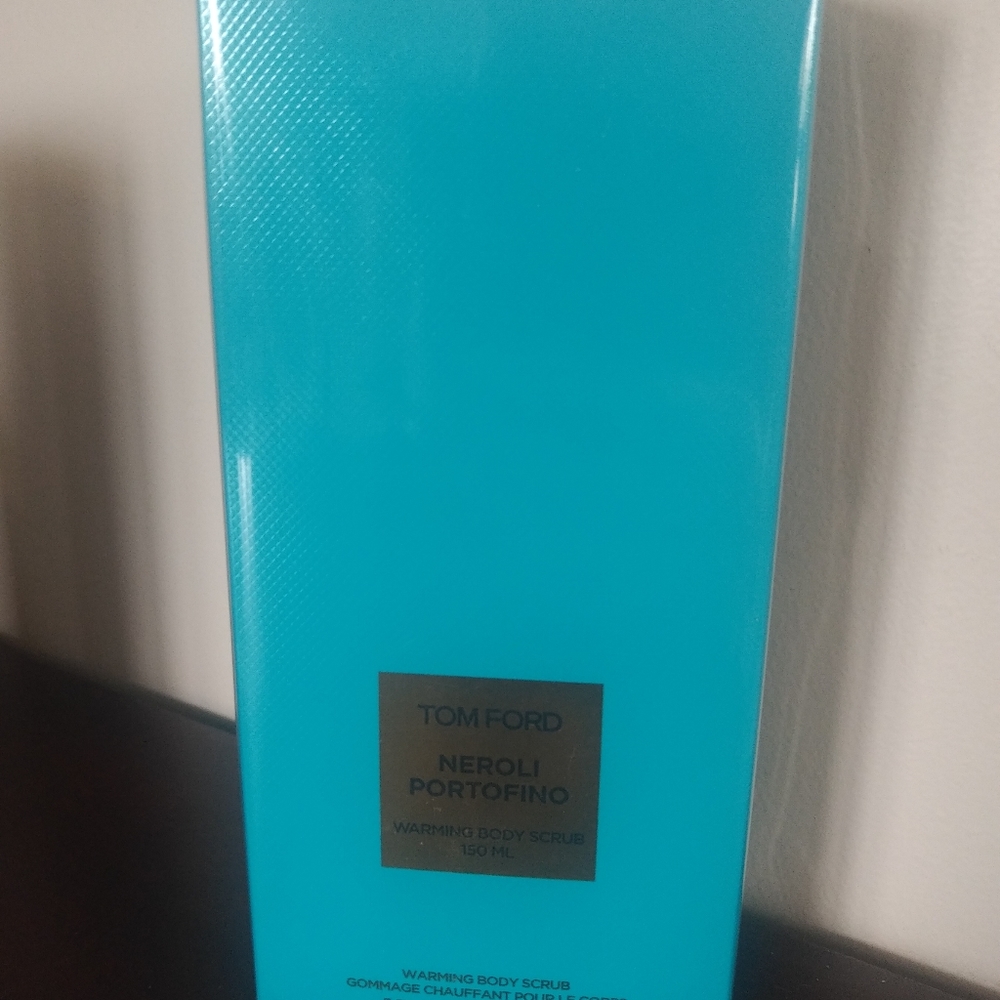 TOM FORD
NEROLI
PORTOFINO
WARMING BODY SCRUB
150 ML
WARMING BODY SCRUB
GOMMAGE CHAUFFANT POUR LE CORPS